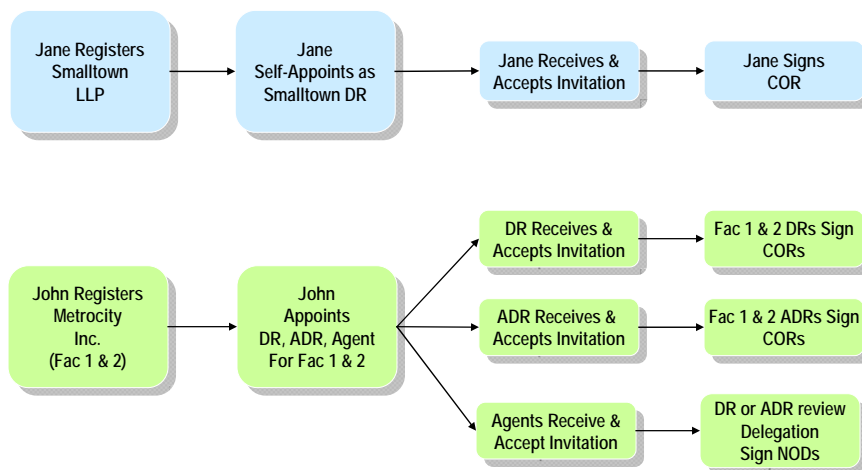 Jane Registers
Smalltown
LLP
Jane
Self-Appoints as
Smalltown DR
Jane Receives &
Accepts Invitation
Jane Signs
COR
John Registers
Metrocity
Inc.
(Fac 1 & 2)
John
Appoints
DR, ADR, Agent
For Fac 1 & 2
DR Receives &
Accepts Invitation
Fac 1 & 2 DRs Sign
CORs
ADR Receives &
Accepts Invitation
Fac 1 & 2 ADRs Sign
CORs
Agents Receive &
Accept Invitation
DR or ADR review
Delegation
Sign NODs